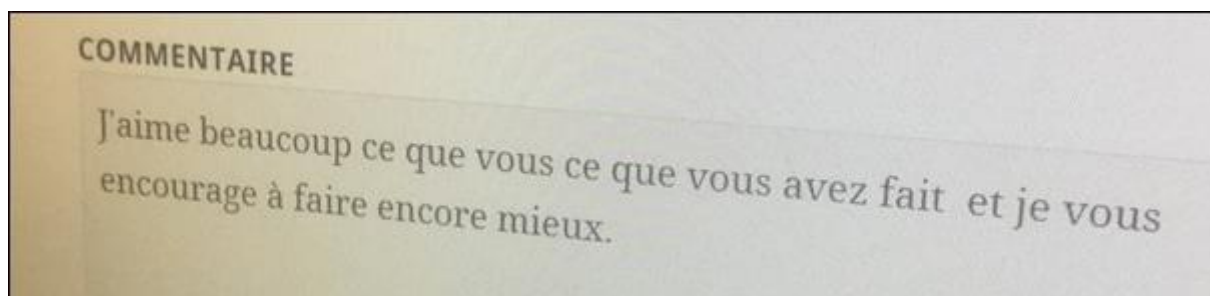 COMMENTAIRE
J'aime beaucoup ce que vous ce que vous avez fait  et je vous
encourage à faire encore mieux.